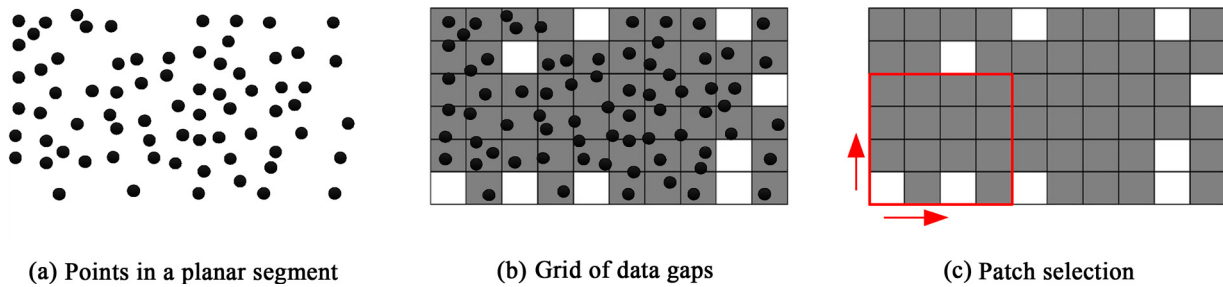 (a) Points in a planar segment
(b) Grid of data gaps
(c) Patch selection